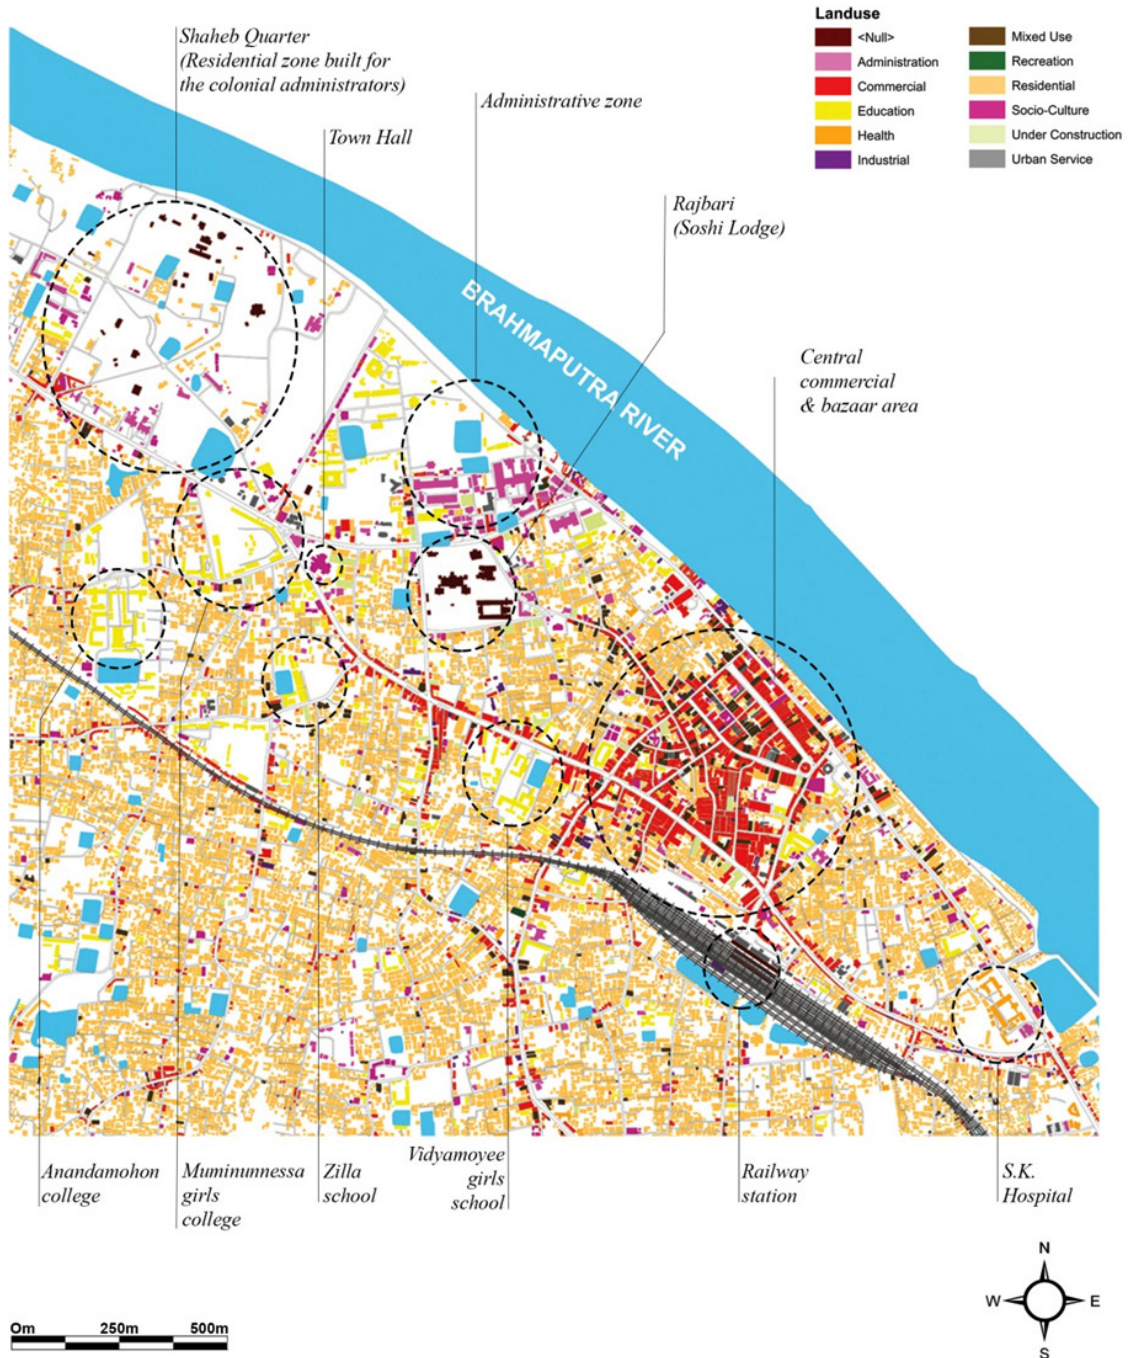 Landuse
<Null>
Administration
Commercial
Education
Health
Industrial
Mixed Use
Recreation
Residential
Socio-Culture
Under Construction
Urban Service
Shaheb Quarter
(Residential zone built for
the colonial administrators)
Administrative zone
Town Hall
Rajbari
(Soshi Lodge)
BRAHMAPUTRA RIVER
Central
commercial
& bazaar area
Anandamohon
college
Muminunnessa
girls
college
Zilla
school
Vidyamoyee
girls
school
Railway
station
S.K.
Hospital
N
W
E
S
0m 250m 500m